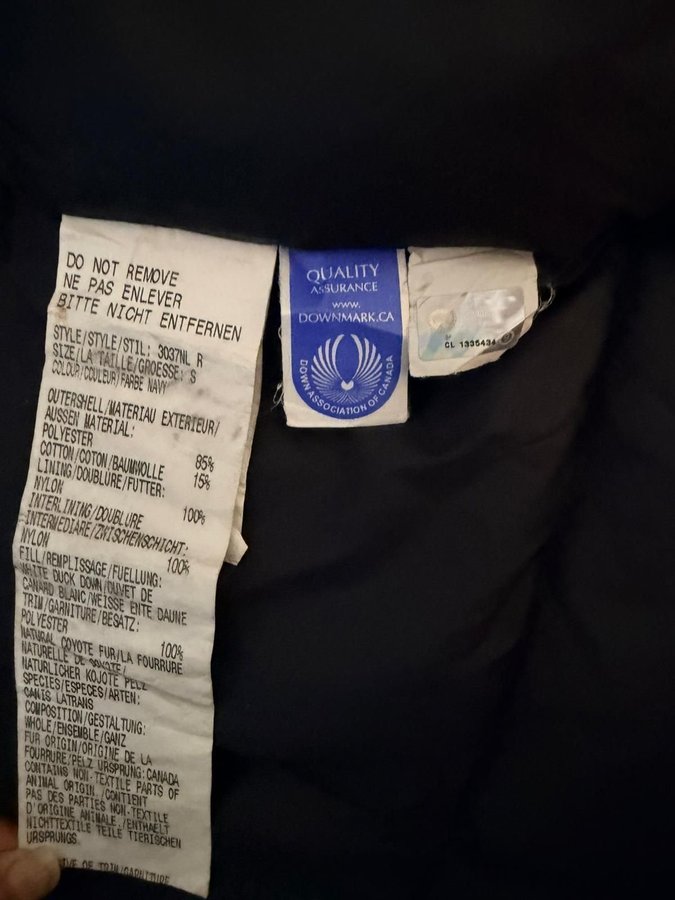 DO NOT REMOVE
NE PAS ENLEVER
BITTE NICHT ENTFERNEN
STYLE/STYLE/STIL: 3037NL R
SIZE/LA TAILLE/GROESSE: S
COLOUR/COULEUR/FARBE NAVY
OUTERSHELL/MATERIAU EXTERIEUR/
AUSSEN MATERIAL:
POLYESTER 85%
COTTON/COTON/BAUMWOLLE 15%
LINING/DOUBLURE/FUTTER:
NYLON 100%
INTERLINING/DOUBLURE
INTERMEDIARE/ZWISCHENSCHICHT:
NYLON 100%
FILL/REMPLISSAGE/FUELLUNG:
WHITE DUCK DOWN/DUVET DE
CANARD BLANC/WEISSE ENTE DAUNE
TRIM/GARNITURE/BESATZ:
POLYESTER 100%
NATURAL COYOTE FUR/LA FOURRURE
NATURELLE DE COYOTE/
NATURLICHER KOJOTE PELZ
SPECIES/ESPECES/ARTEN:
CANIS LATRANS
COMPOSITION/GESTALTUNG:
WHOLE/ENSEMBLE/GANZ
FUR ORIGIN/ORIGINE DE LA
FOURRURE/PELZ URSPRUNG:CANADA
CONTAINS NON-TEXTILE PARTS OF
ANIMAL ORIGIN /CONTIENT
PAS DES PARTIES NON-TEXTILE
D'ORIGINE ANIMALE /ENTHAELT
NICHTTEXTILE TEILE TIERISCHEN
URSPRUNGS
IVE OF TRIM/GARNITURE
QUALITY
ASSURANCE
www.
DOWNMARK.CA
DOWN ASSOCIATION OF CANADA
CL 1335434